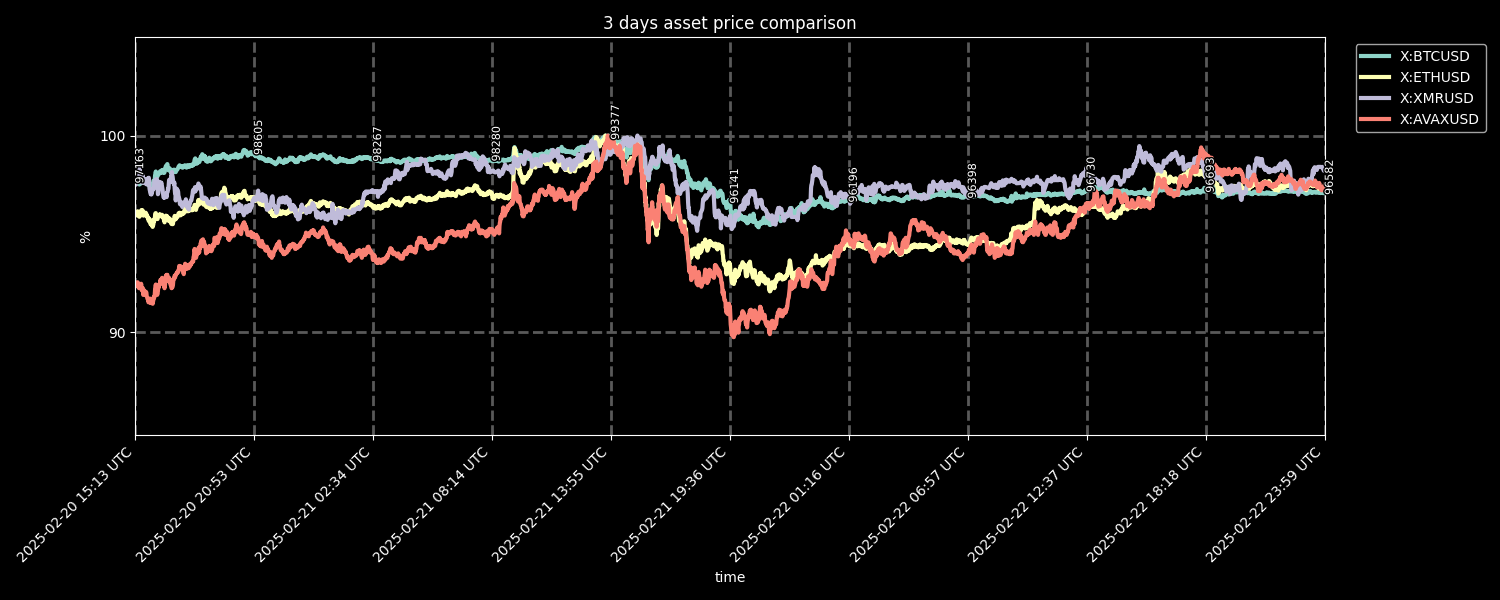 3 days asset price comparison
X:BTCUSD
X:ETHUSD
X:XMRUSD
X:AVAXUSD
100
90
%
97163
98605
98267
98280
99377
96141
96196
96398
96730
96693
96582
2025-02-20 15:13 UTC
2025-02-20 20:53 UTC
2025-02-21 02:34 UTC
2025-02-21 08:14 UTC
2025-02-21 13:55 UTC
2025-02-21 19:36 UTC
2025-02-22 01:16 UTC
2025-02-22 06:57 UTC
2025-02-22 12:37 UTC
2025-02-22 18:18 UTC
2025-02-22 23:59 UTC
time